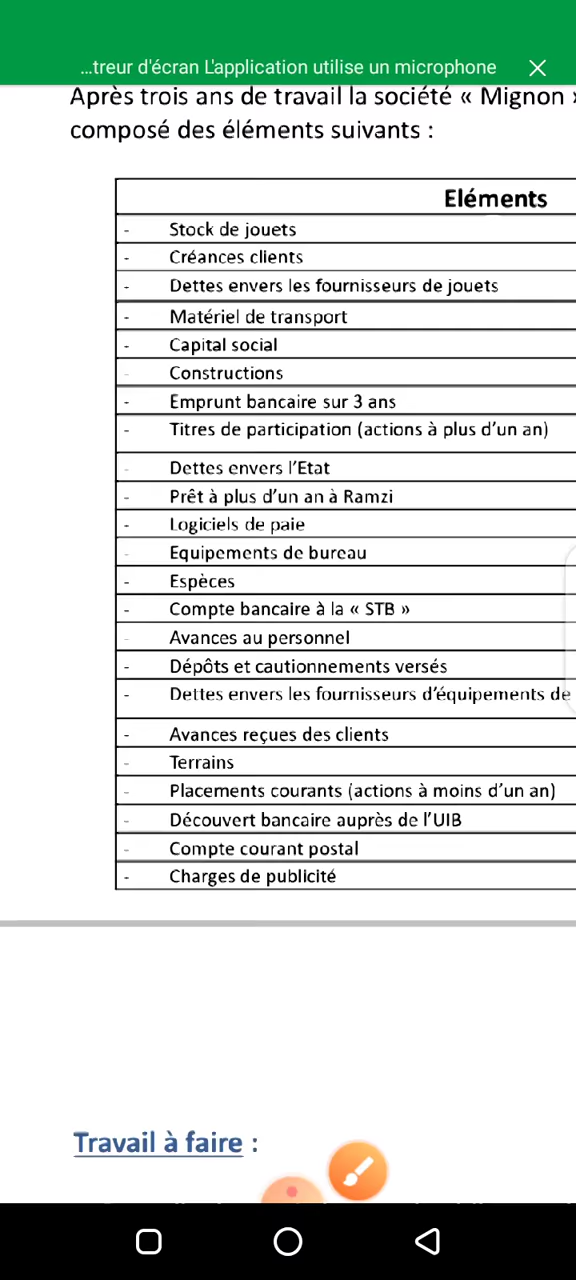 ...treur d'écran L'application utilise un microphone
Après trois ans de travail la société « Mignon »
composé des éléments suivants :
Eléments
- Stock de jouets
- Créances clients
- Dettes envers les fournisseurs de jouets
- Matériel de transport
- Capital social
- Constructions
- Emprunt bancaire sur 3 ans
- Titres de participation (actions à plus d'un an)
- Dettes envers l'Etat
- Prêt à plus d'un an à Ramzi
- Logiciels de paie
- Equipements de bureau
- Espèces
- Compte bancaire à la « STB »
- Avances au personnel
- Dépôts et cautionnements versés
- Dettes envers les fournisseurs d'équipements de
- Avances reçues des clients
- Terrains
- Placements courants (actions à moins d'un an)
- Découvert bancaire auprès de l'UIB
- Compte courant postal
- Charges de publicité
Travail à faire :